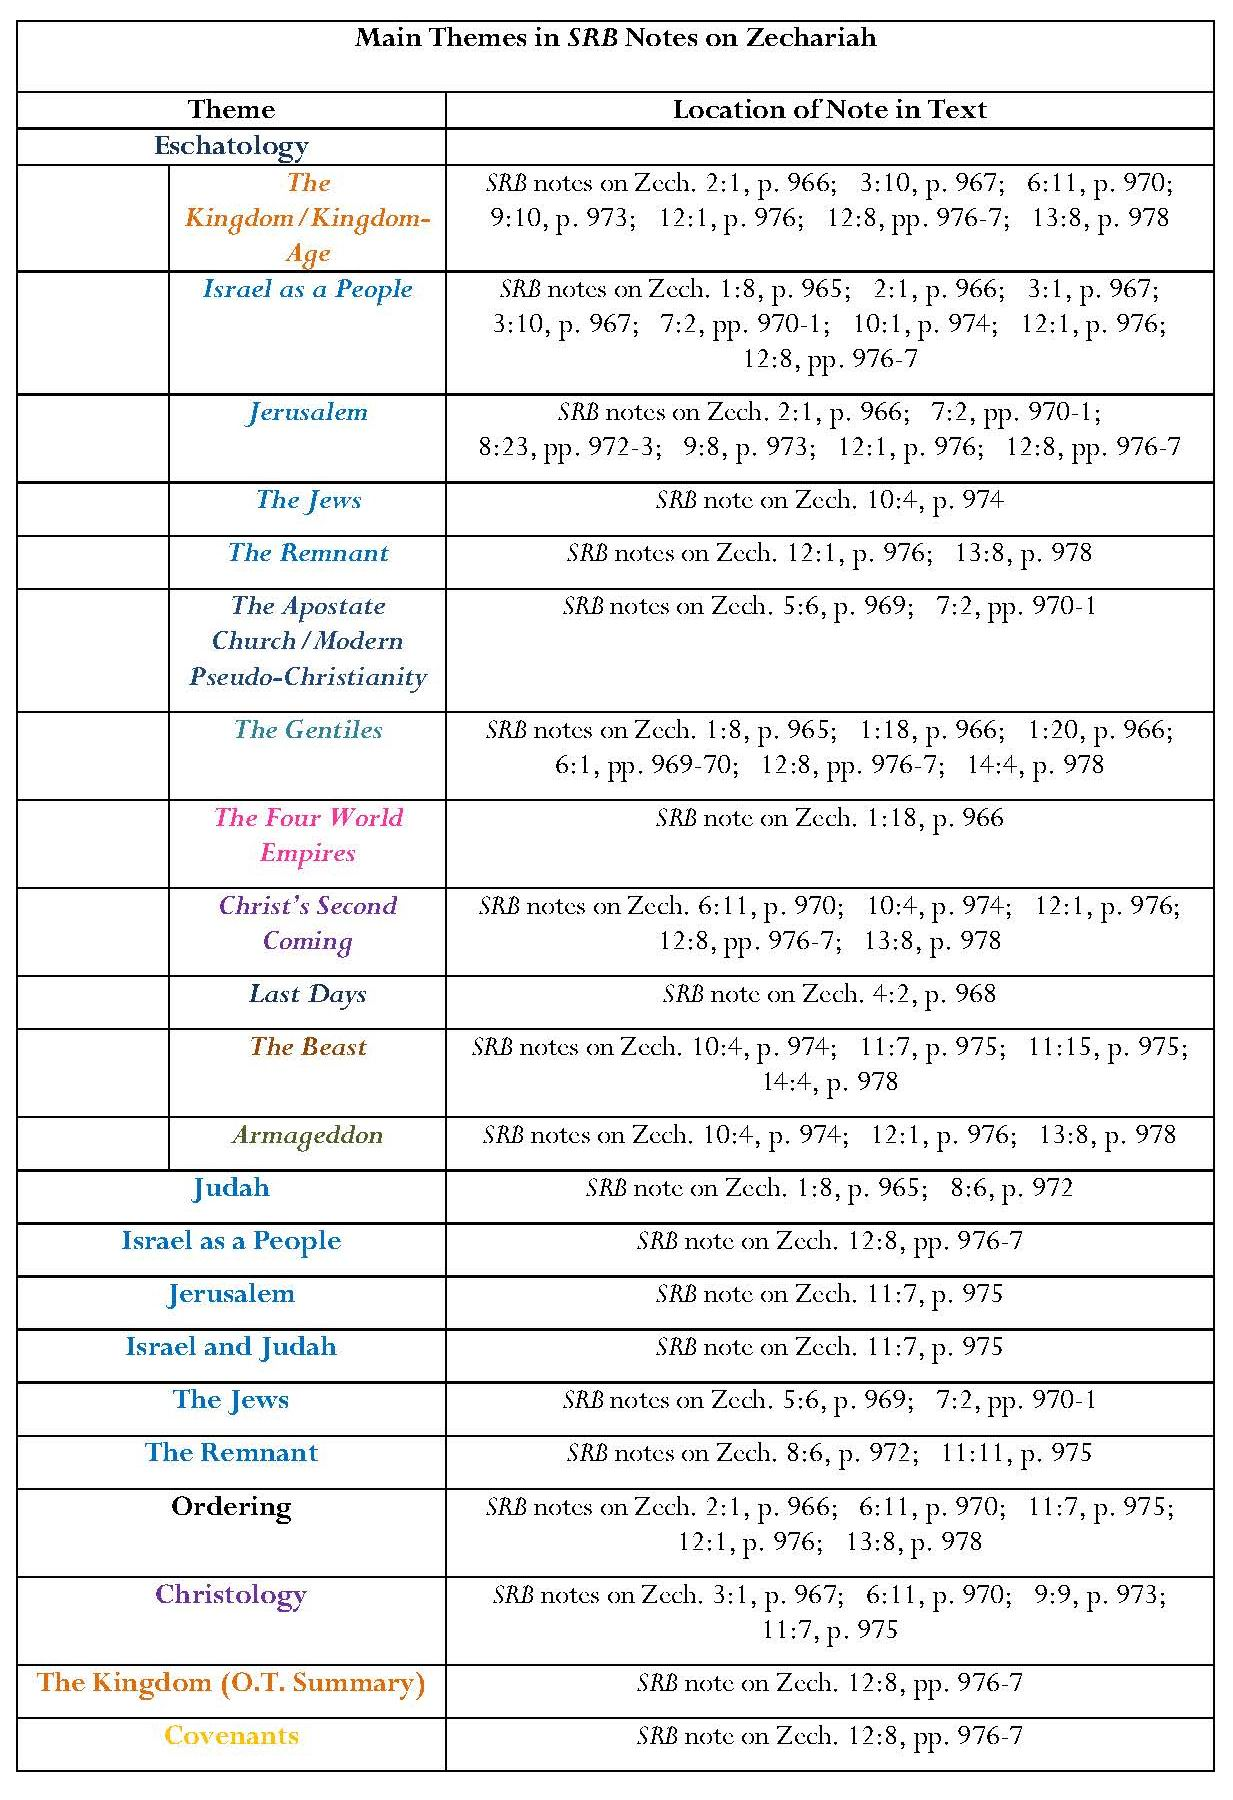 Main Themes in SRB Notes on Zechariah
Theme
Location of Note in Text
Eschatology
The
Kingdom/Kingdom-
Age
SRB notes on Zech. 2:1, p. 966; 3:10, p. 967; 6:11, p. 970;
9:10, p. 973; 12:1, p. 976; 12:8, pp. 976-7; 13:8, p. 978
Israel as a People
SRB notes on Zech. 1:8, p. 965; 2:1, p. 966; 3:1, p. 967;
3:10, p. 967; 7:2, pp. 970-1; 10:1, p. 974; 12:1, p. 976;
12:8, pp. 976-7
Jerusalem
SRB notes on Zech. 2:1, p. 966; 7:2, pp. 970-1;
8:23, pp. 972-3; 9:8, p. 973; 12:1, p. 976; 12:8, pp. 976-7
The Jews
SRB note on Zech. 10:4, p. 974
The Remnant
SRB notes on Zech. 12:1, p. 976; 13:8, p. 978
The Apostate
Church/Modern
Pseudo-Christianity
SRB notes on Zech. 5:6, p. 969; 7:2, pp. 970-1
The Gentiles
SRB notes on Zech. 1:8, p. 965; 1:18, p. 966; 1:20, p. 966;
6:1, pp. 969-70; 12:8, pp. 976-7; 14:4, p. 978
The Four World
Empires
SRB note on Zech. 1:18, p. 966
Christ's Second
Coming
SRB notes on Zech. 6:11, p. 970; 10:4, p. 974; 12:1, p. 976;
12:8, pp. 976-7; 13:8, p. 978
Last Days
SRB note on Zech. 4:2, p. 968
The Beast
SRB notes on Zech. 10:4, p. 974; 11:7, p. 975; 11:15, p. 975;
14:4, p. 978
Armageddon
SRB notes on Zech. 10:4, p. 974; 12:1, p. 976; 13:8, p. 978
Judah
SRB note on Zech. 1:8, p. 965; 8:6, p. 972
Israel as a People
SRB note on Zech. 12:8, pp. 976-7
Jerusalem
SRB note on Zech. 11:7, p. 975
Israel and Judah
SRB note on Zech. 11:7, p. 975
The Jews
SRB notes on Zech. 5:6, p. 969; 7:2, pp. 970-1
The Remnant
SRB notes on Zech. 8:6, p. 972; 11:11, p. 975
Ordering
SRB notes on Zech. 2:1, p. 966; 6:11, p. 970; 11:7, p. 975;
12:1, p. 976; 13:8, p. 978
Christology
SRB notes on Zech. 3:1, p. 967; 6:11, p. 970; 9:9, p. 973;
11:7, p. 975
The Kingdom (O.T. Summary)
SRB note on Zech. 12:8, pp. 976-7
Covenants
SRB note on Zech. 12:8, pp. 976-7